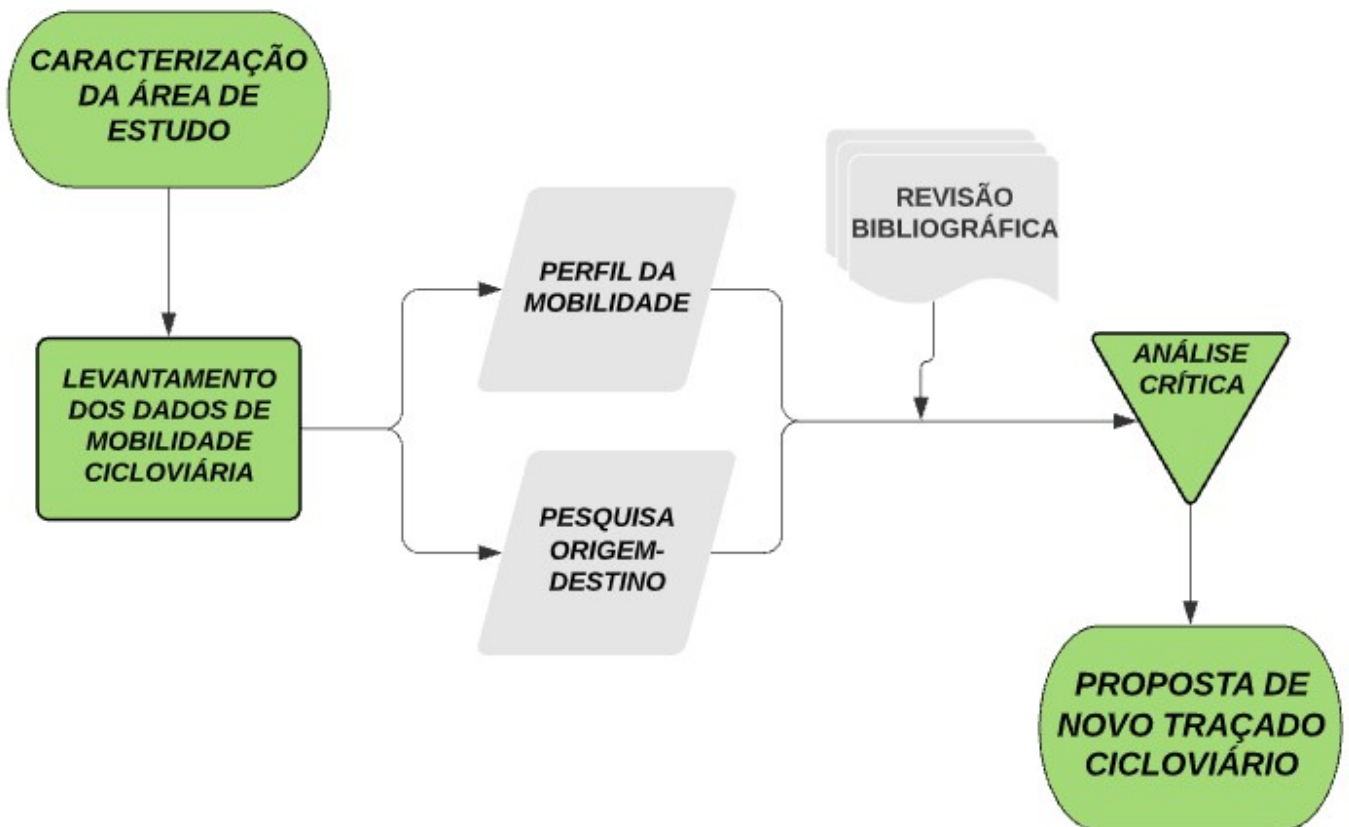 CARACTERIZAÇÃO
DA ÁREA DE
ESTUDO
LEVANTAMENTO
DOS DADOS DE
MOBILIDADE
CICLOVIÁRIA
PERFIL DA
MOBILIDADE
PESQUISA
ORIGEM-
DESTINO
REVISÃO
BIBLIOGRÁFICA
ANÁLISE
CRÍTICA
PROPOSTA DE
NOVO TRAÇADO
CICLOVIÁRIO